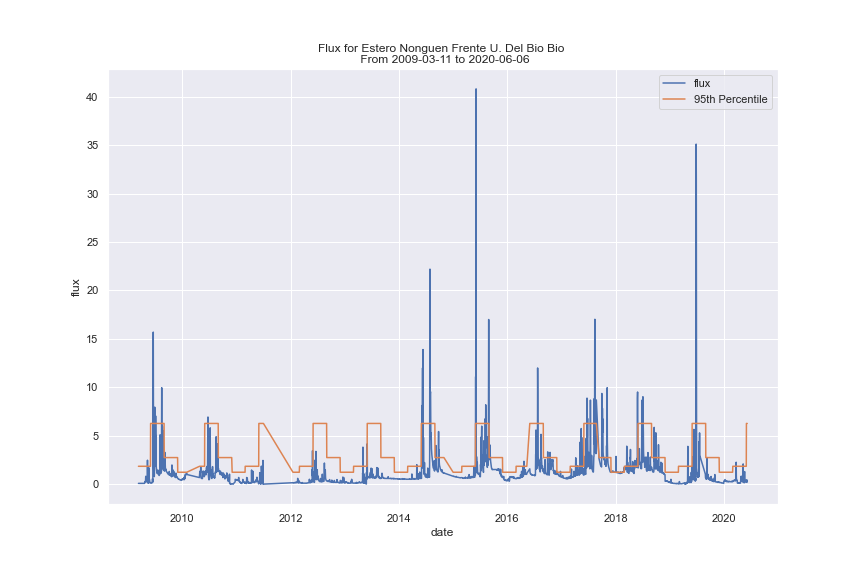 Flux for Estero Nonguen Frente U. Del Bio Bio
From 2009-03-11 to 2020-06-06
flux
95th Percentile
40
35
30
25
20
15
10
5
0
flux
2010
2012
2014
2016
2018
2020
date